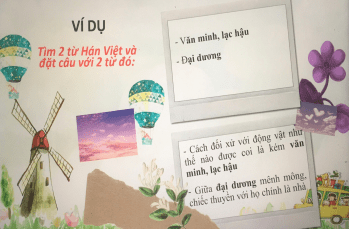 VÍ DỤ
Tìm 2 từ Hán Việt và
đặt câu với 2 từ đó:
- Văn minh, lạc hậu
- Đại dương
- Cách đối xử với động vật như
thế nào được coi là kém văn
minh, lạc hậu
- Giữa đại dương mênh mông,
chiếc thuyền với họ chính là nhà